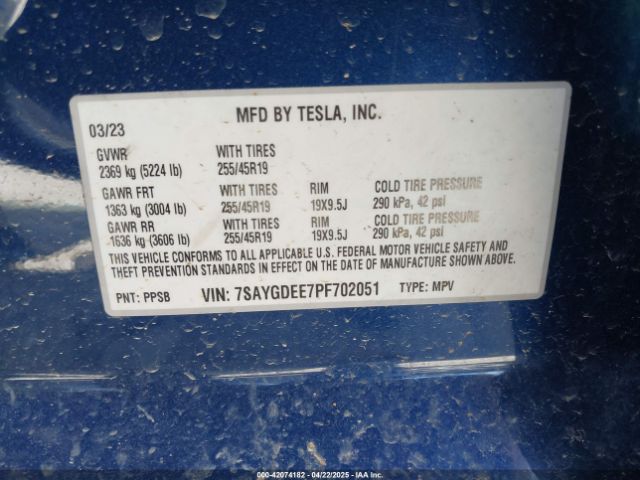 MFD BY TESLA, INC.
03/23
GVWR WITH TIRES
2369 kg (5224 lb) 255/45R19
GAWR FRT WITH TIRES RIM COLD TIRE PRESSURE
1363 kg (3004 lb) 255/45R19 19X9.5J 290 kPa, 42 psi
GAWR RR WITH TIRES RIM COLD TIRE PRESSURE
1636 kg (3606 lb) 255/45R19 19X9.5J 290 kPa, 42 psi
THIS VEHICLE CONFORMS TO ALL APPLICABLE U.S. FEDERAL MOTOR VEHICLE SAFETY AND
THEFT PREVENTION STANDARDS IN EFFECT ON THE DATE OF MANUFACTURE SHOWN ABOVE.
PNT: PPSB VIN: 7SAYGDEE7PF702051 TYPE: MPV
000-42074182 - 04/22/2025 - IAA Inc.